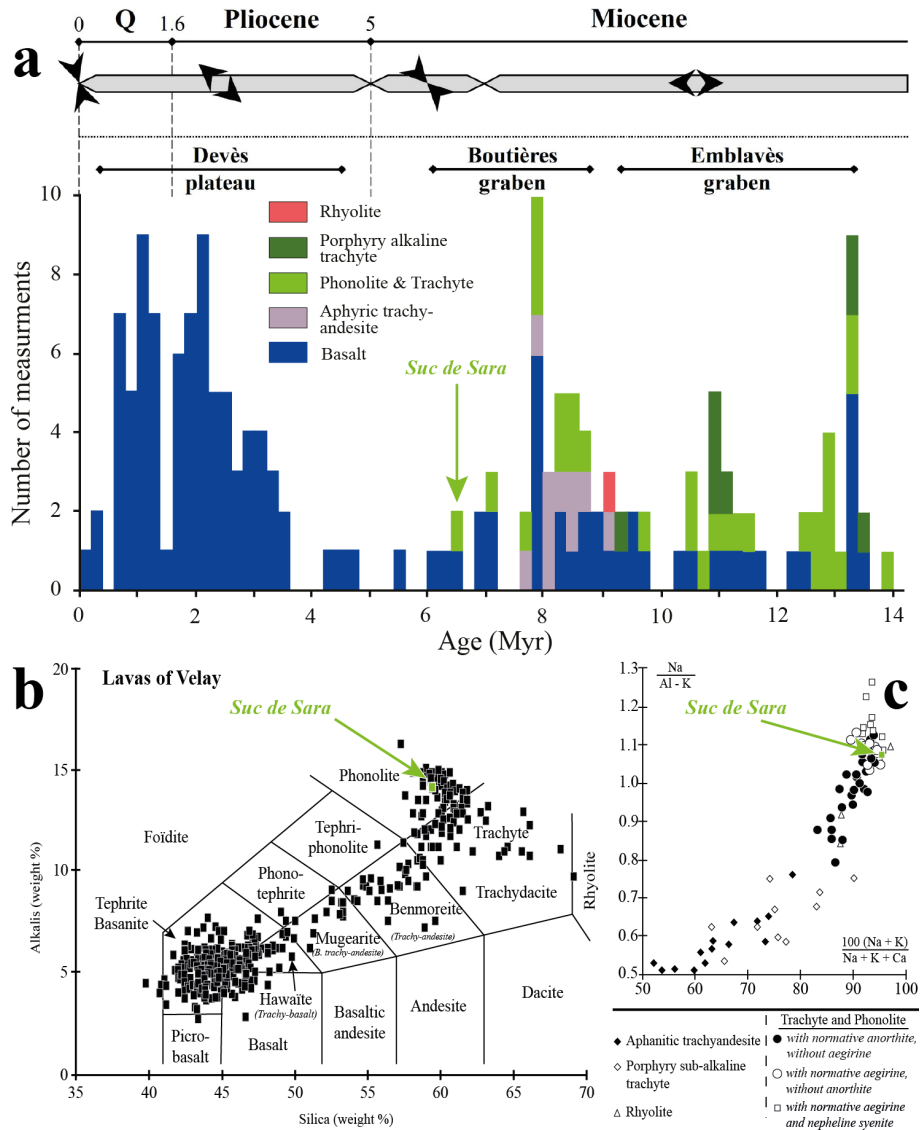 0 Q 1.6 Pliocene 5 Miocene
a
Devès
plateau
Boutières
graben
Emblavès
graben
Number of measurments
10
8
6
4
2
0
Rhyolite
Porphyry alkaline
trachyte
Phonolite & Trachyte
Aphyric trachy-
andesite
Basalt
Suc de Sara
0 2 4 6 8 10 12 14
Age (Myr)
b
Lavas of Velay
Alkalis (weight %)
20
15
10
5
0
Suc de Sara
Phonolite
Foïdite
Tephri-
phonolite
Trachyte
Phono-
tephrite
Trachydacite
Tephrite
Basanite
Benmoreite
(Trachy-andesite)
Mugearite
(B. trachy-andesite)
Hawaïte
(Trachy-basalt)
Rhyolite
Dacite
Andesite
Basaltic
andesite
Picro-
basalt
Basalt
35 40 45 50 55 60 65 70
Silica (weight %)
c
1.3
1.2
1.1
1.0
0.9
0.8
0.7
0.6
0.5
Na
Al - K
Suc de Sara
100 (Na + K)
Na + K + Ca
50 60 70 80 90 100
Aphanitic trachyandesite
Porphyry sub-alkaline
trachyte
Rhyolite
Trachyte and Phonolite
with normative anorthite,
without aegirine
with normative aegirine,
without anorthite
with normative aegirine
and nepheline syenite